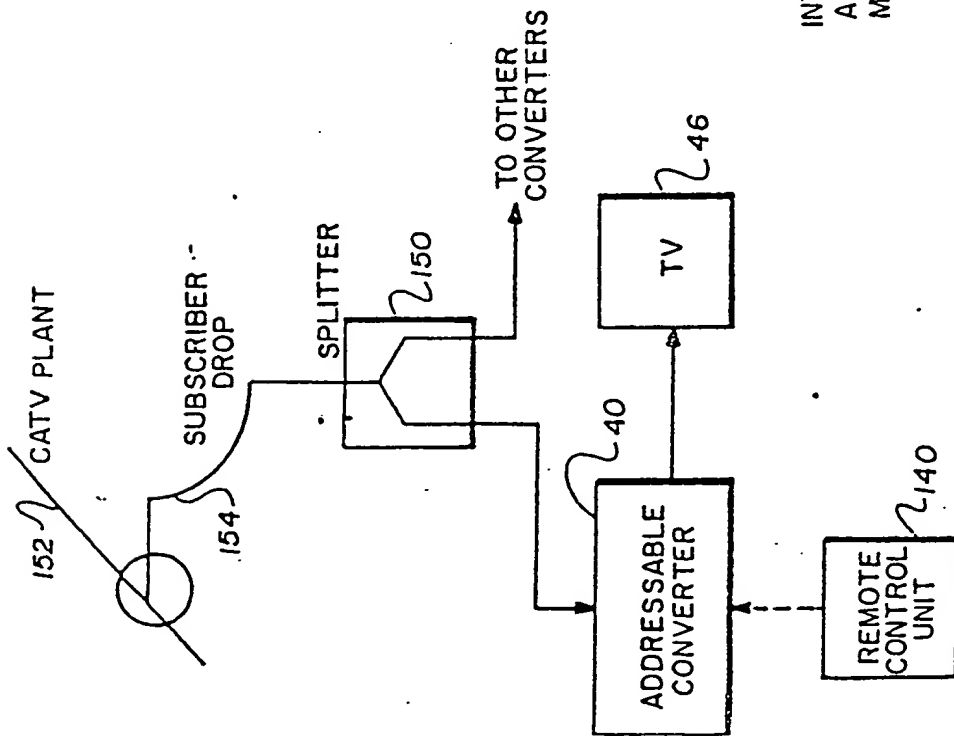 152
CATV PLANT
154
SUBSCRIBER
DROP
SPLITTER
150
TO OTHER
CONVERTERS
40
ADDRESSABLE
CONVERTER
TV
46
REMOTE
CONTROL
UNIT
140
INT
A
M